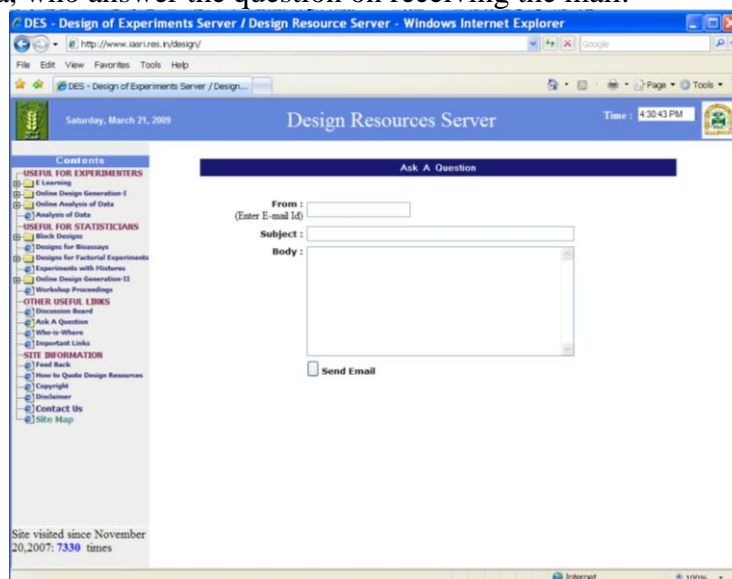 , who answer the question on receiving the mail.
DES - Design of Experiments Server / Design Resource Server - Windows Internet Explorer
http://www.iasri.res.in/design/
Google
File Edit View Favorites Tools Help
DES - Design of Experiments Server / Design...
Page Tools
Saturday, March 21, 2009
Design Resources Server
Time : 4:30:43 PM
Contents
USEFUL FOR EXPERIMENTERS
E Learning
Online Design Generation-I
Online Analysis of Data
Analysis of Data
USEFUL FOR STATISTICIANS
Block Designs
Designs for Bioassays
Designs for Factorial Experiments
Experiments with Mixtures
Online Design Generation-II
Workshop Proceedings
OTHER USEFUL LINKS
Discussion Board
Ask A Question
Who-is-Where
Important Links
SITE INFORMATION
Feed Back
How to Quote Design Resources
Copyright
Disclaimer
Contact Us
Site Map
Site visited since November
20,2007: 7330 times
Ask A Question
From :
(Enter E-mail Id)
Subject :
Body :
Send Email
Internet
100%